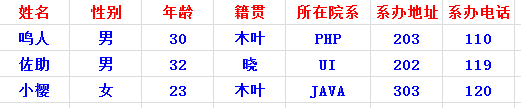 姓名 性别 年龄 籍贯 所在院系 系办地址 系办电话
鸣人 男 30 木叶 PHP 203 110
佐助 男 32 晓 UI 202 119
小樱 女 23 木叶 JAVA 303 120